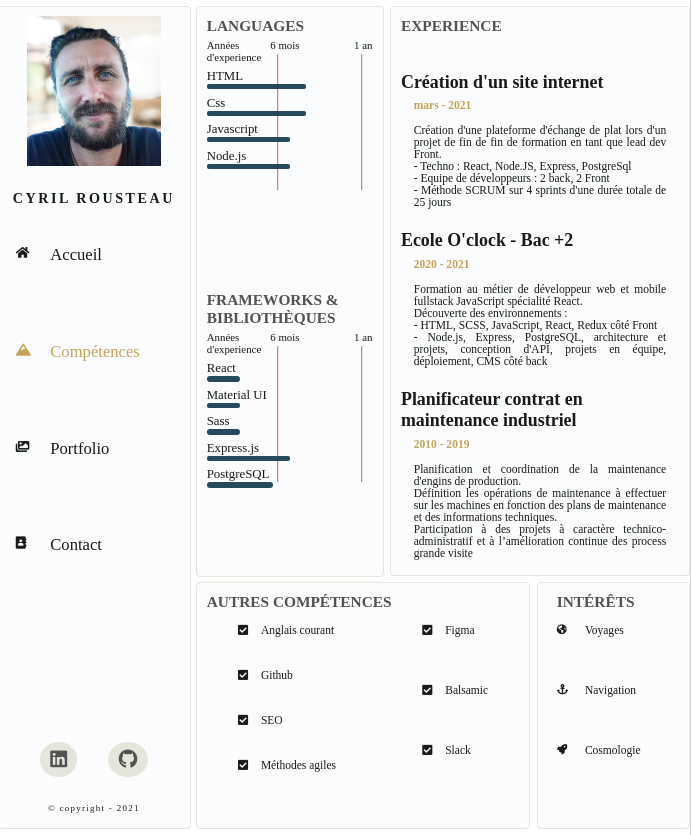 CYRIL ROUSTEAU
Accueil
Compétences
Portfolio
Contact
© copyright - 2021
LANGUAGES
Années
d'expérience
6 mois
1 an
HTML
Css
Javascript
Node.js
FRAMEWORKS &
BIBLIOTHÈQUES
Années
d'experience
6 mois
1 an
React
Material UI
Sass
Express.js
PostgreSQL
EXPERIENCE
Création d'un site internet
mars - 2021
Création d'une plateforme d'échange de plat lors d'un
projet de fin de fin de formation en tant que lead dev
Front.
- Techno : React, Node.JS, Express, PostgreSql
- Equipe de développeurs : 2 back, 2 Front
- Méthode SCRUM sur 4 sprints d'une durée totale de
25 jours
Ecole O'clock - Bac +2
2020 - 2021
Formation au métier de développeur web et mobile
fullstack JavaScript spécialité React.
Découverte des environnements :
- HTML, SCSS, JavaScript, React, Redux côté Front
- Node.js, Express, PostgreSQL, architecture et
projets, conception d'API, projets en équipe,
déploiement, CMS côté back
Planificateur contrat en
maintenance industriel
2010 - 2019
Planification et coordination de la maintenance
d'engins de production.
Définition les opérations de maintenance à effectuer
sur les machines en fonction des plans de maintenance
et des informations techniques.
Participation à des projets à caractère technico-
administratif et à l’amélioration continue des process
grande visite
AUTRES COMPÉTENCES
Anglais courant
Github
SEO
Méthodes agiles
Figma
Balsamic
Slack
INTÉRÊTS
Voyages
Navigation
Cosmologie